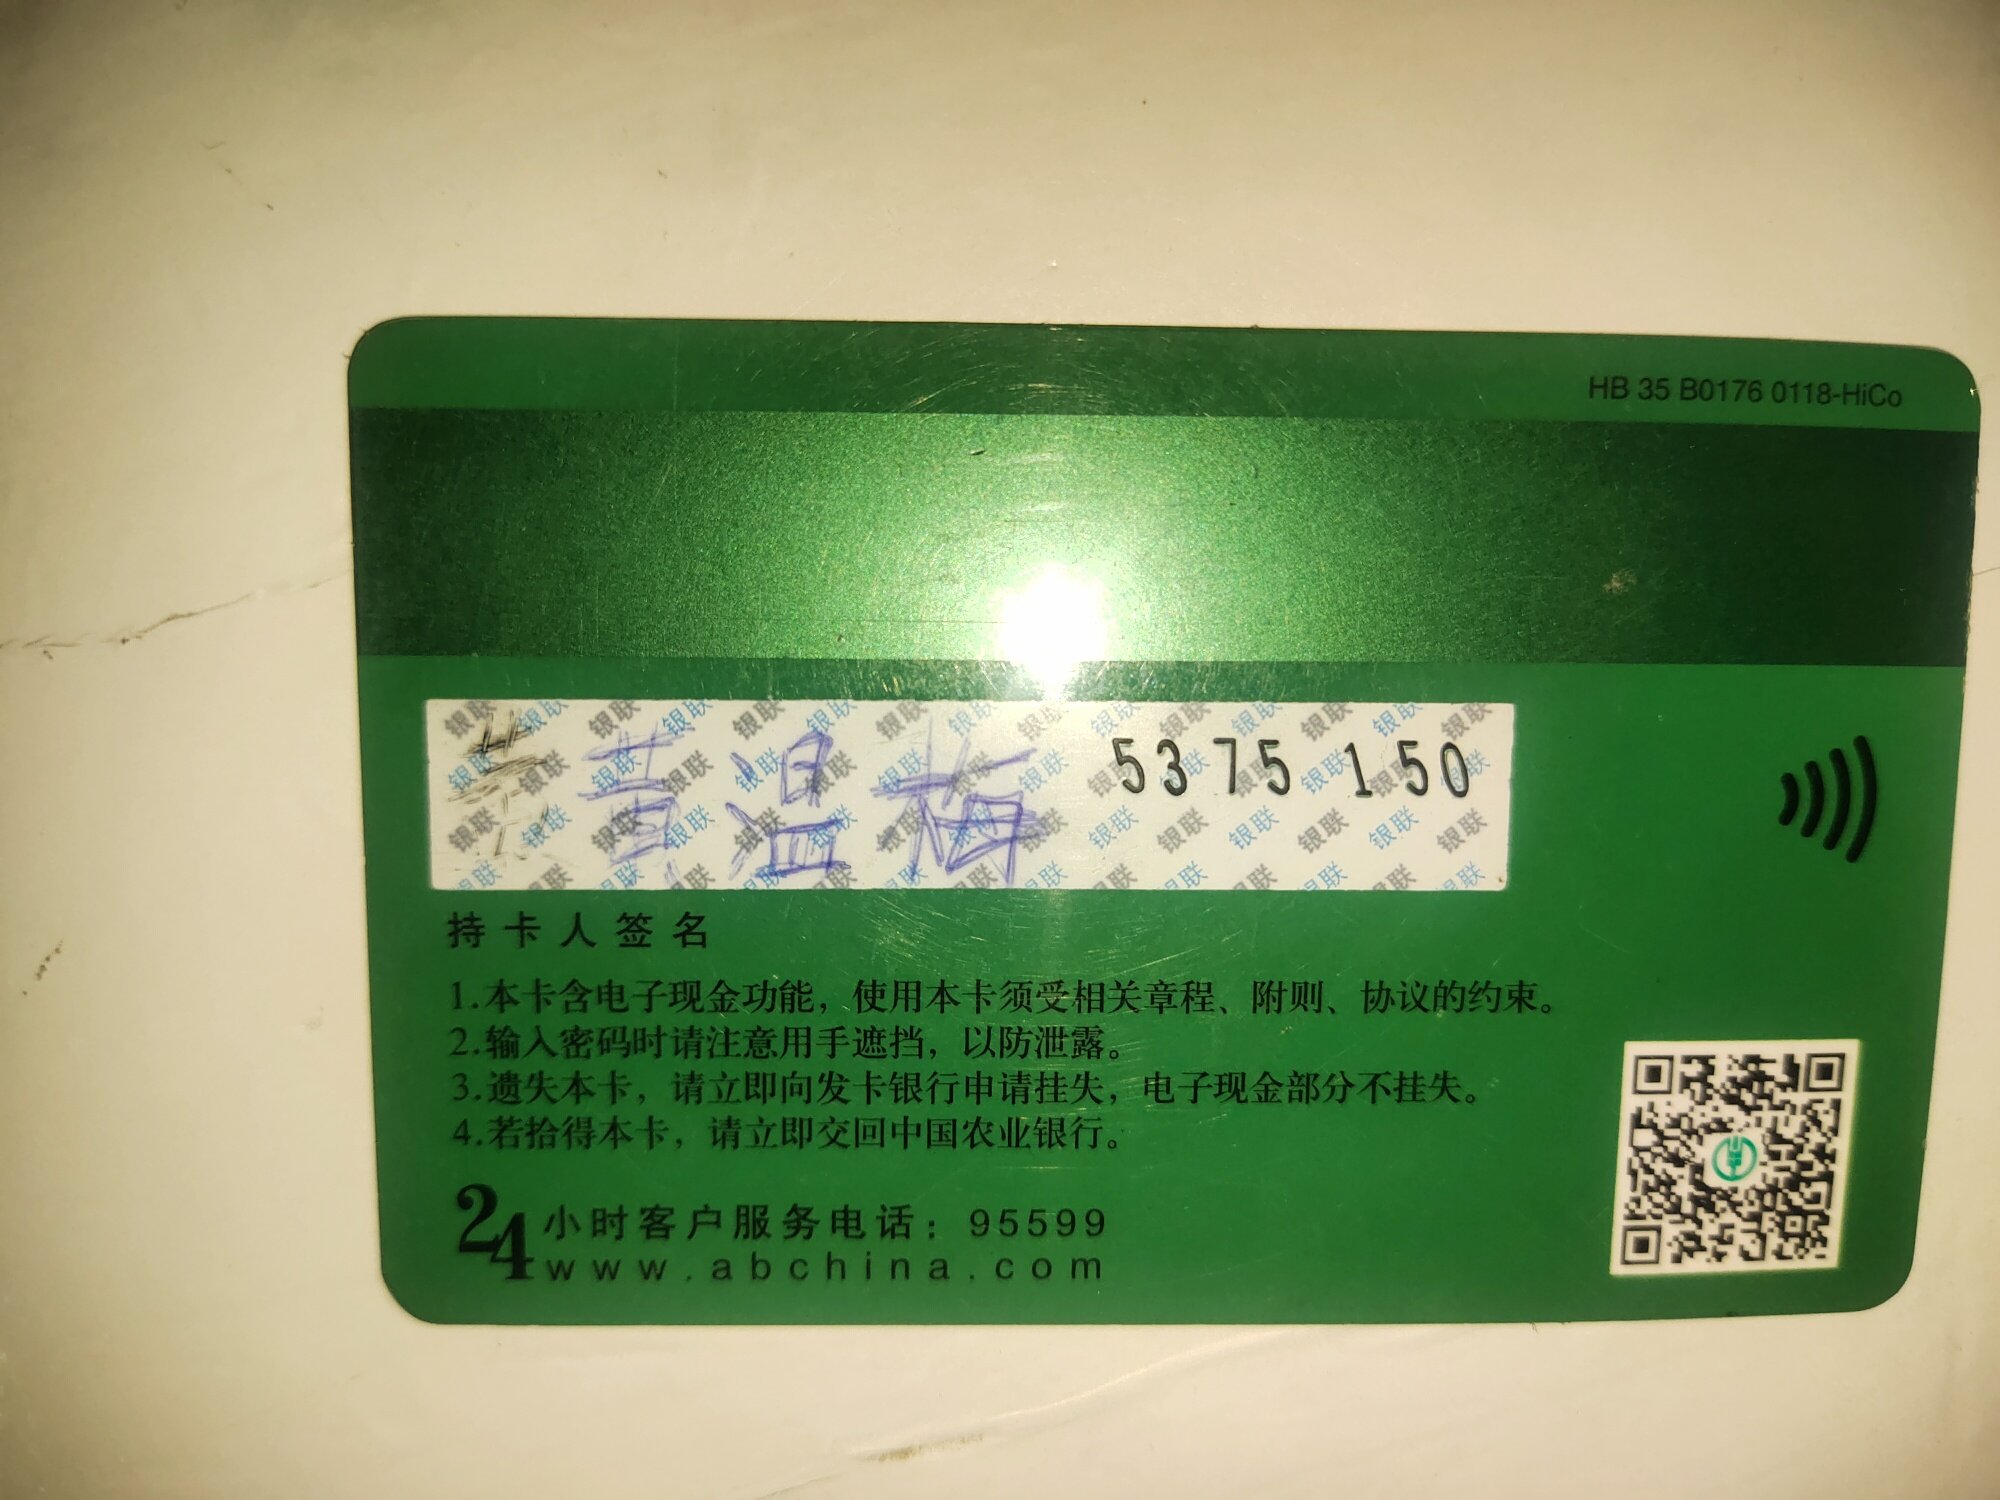 HB 35 B0176 0118-HiCo
黄温梅 5375 150
持卡人签名
1.本卡含电子现金功能，使用本卡须受相关章程、附则、协议的约束。
2.输入密码时请注意用手遮挡，以防泄露。
3.遗失本卡，请立即向发卡银行申请挂失，电子现金部分不挂失。
4.若拾得本卡，请立即交回中国农业银行。
24小时客户服务电话：95599
www.abchina.com